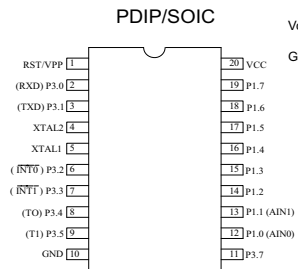 PDIP/SOIC
RST/VPP 1 20 VCC
(RXD) P3.0 2 19 P1.7
(TXD) P3.1 3 18 P1.6
XTAL2 4 17 P1.5
XTAL1 5 16 P1.4
( INT0 ) P3.2 6 15 P1.3
( INT1 ) P3.3 7 14 P1.2
(TO) P3.4 8 13 P1.1 (AIN1)
(T1) P3.5 9 12 P1.0 (AIN0)
GND 10 11 P3.7